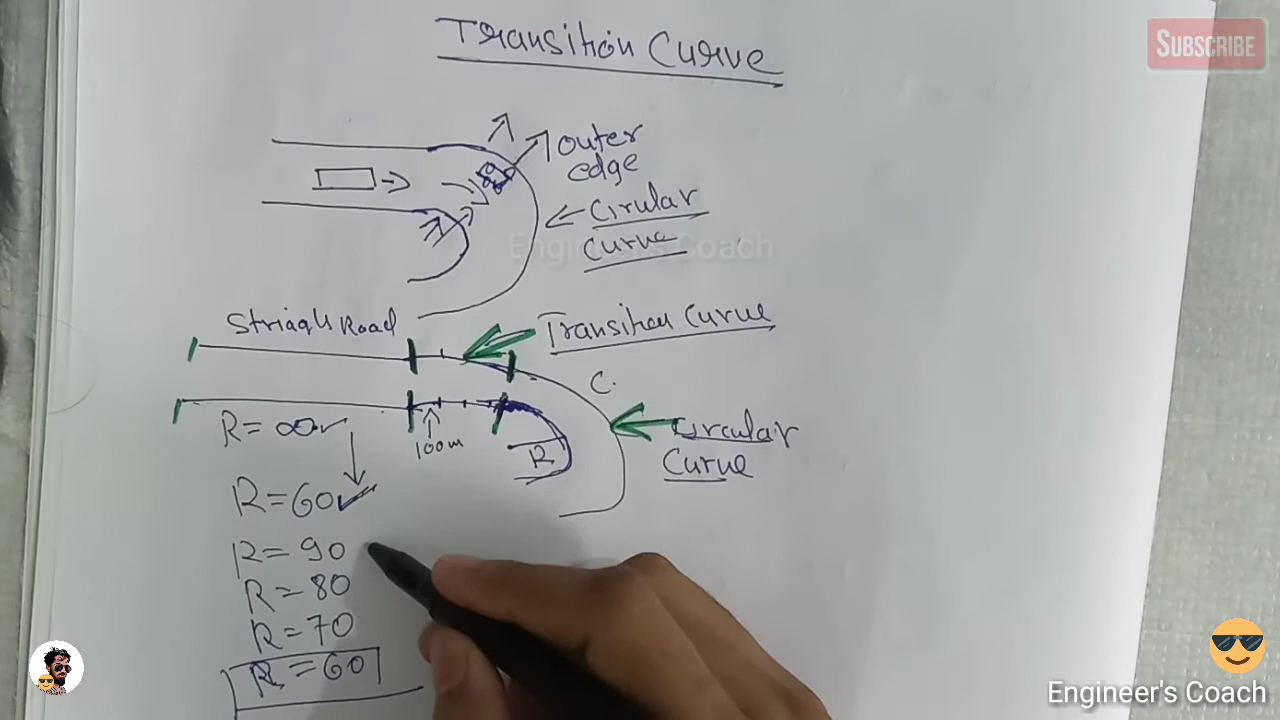 Transition Curve
SUBSCRIBE
outer
edge
Cirular
Curve
Engineer's Coach
Striagh Road
Transition Curve
C.
R=∞
100m
R
Circular
Curve
R=60✓
R=90
R=80
R=70
R=60
Engineer's Coach